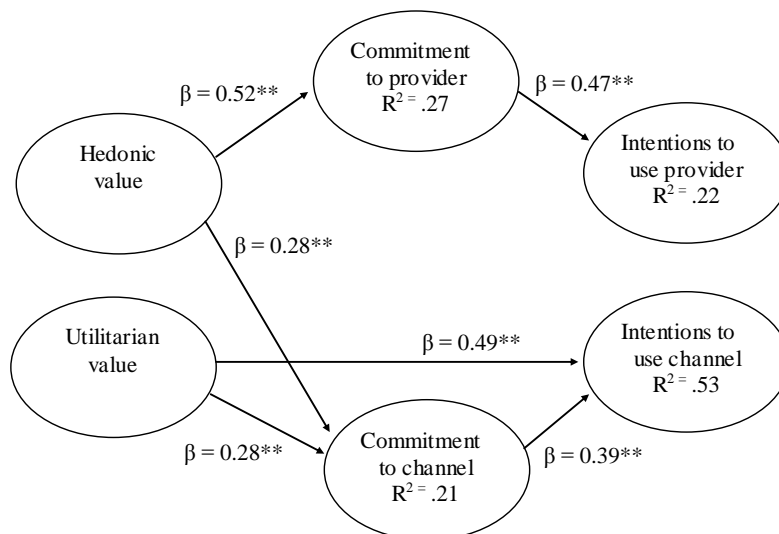 Commitment
to provider
R² = .27
β = 0.52**
β = 0.47**
Hedonic
value
Intentions to
use provider
R² = .22
β = 0.28**
Utilitarian
value
β = 0.49**
Intentions to
use channel
R² = .53
β = 0.28**
Commitment
to channel
R² = .21
β = 0.39**